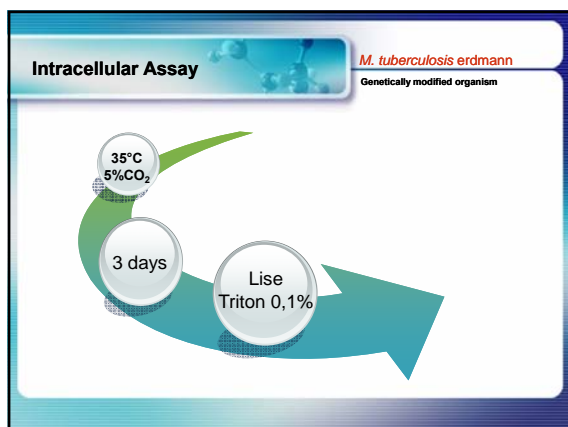 Intracellular Assay
M. tuberculosis erdmann
Genetically modified organism
35°C
5%CO₂
3 days
Lise
Triton 0,1%